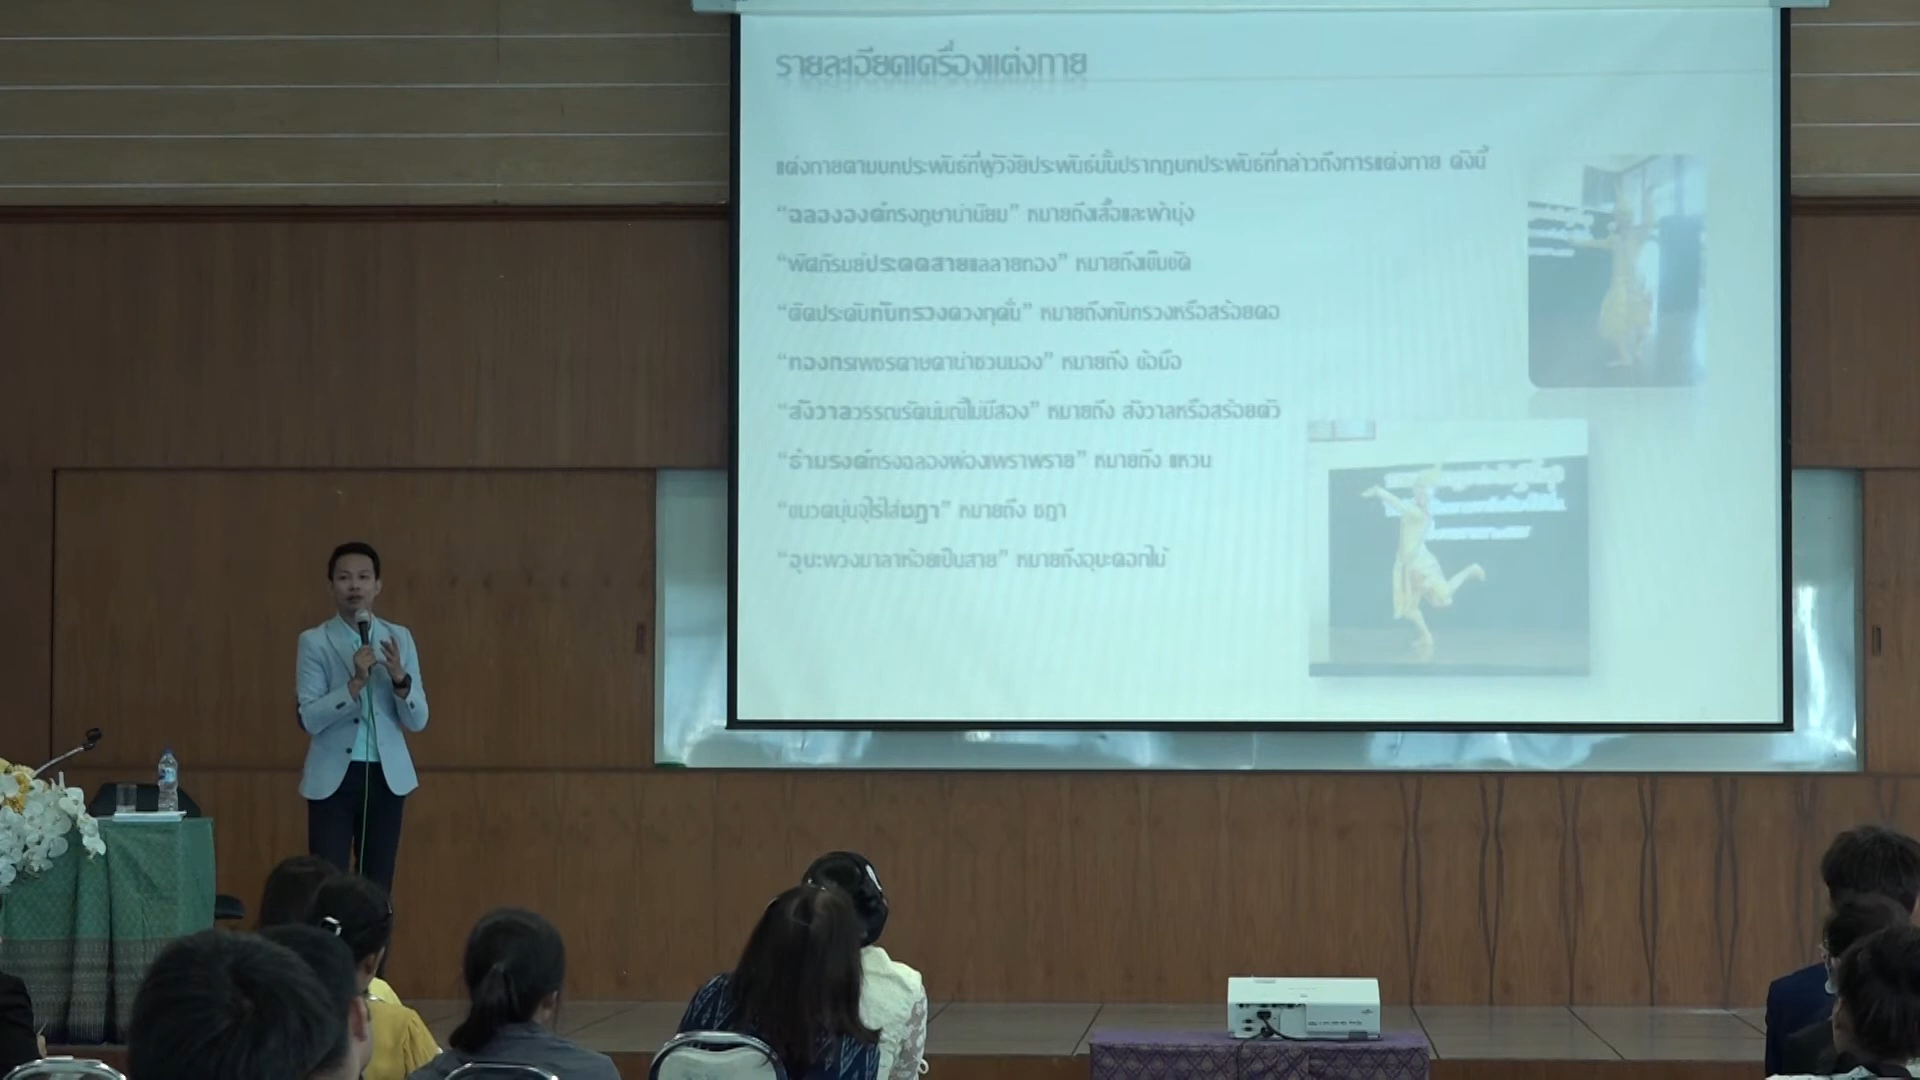 รายละเอียดเครื่องแต่งกาย
แต่งกายตามบทประพันธ์ที่ผู้วิจัยประพันธ์นั้นปรากฏบทประพันธ์ที่กล่าวถึงการแต่งกาย ดังนี้
“ฉลององค์ทรงภูษาน่านิยม” หมายถึงเสื้อและผ้านุ่ง
“พิศภิรมย์ประคดสายแลลายทอง” หมายถึงเข็มขัด
“ติดประดับทับทรวงดวงกุดั่น” หมายถึงทับทรวงหรือสร้อยคอ
“ทองกรเพชรดาษดาน่าชวนมอง” หมายถึง ข้อมือ
“สังวาลวรรณรัตน์มณีไม่มีสอง” หมายถึง สังวาลหรือสร้อยตัว
“ธำมรงค์ทรงฉลองผ่องเพราพราย” หมายถึง แหวน
“ขมวดมุ่นจุไรใส่ชฎา” หมายถึง ชฎา
“อุบะพวงมาลาห้อยเป็นสาย” หมายถึงอุบะดอกไม้